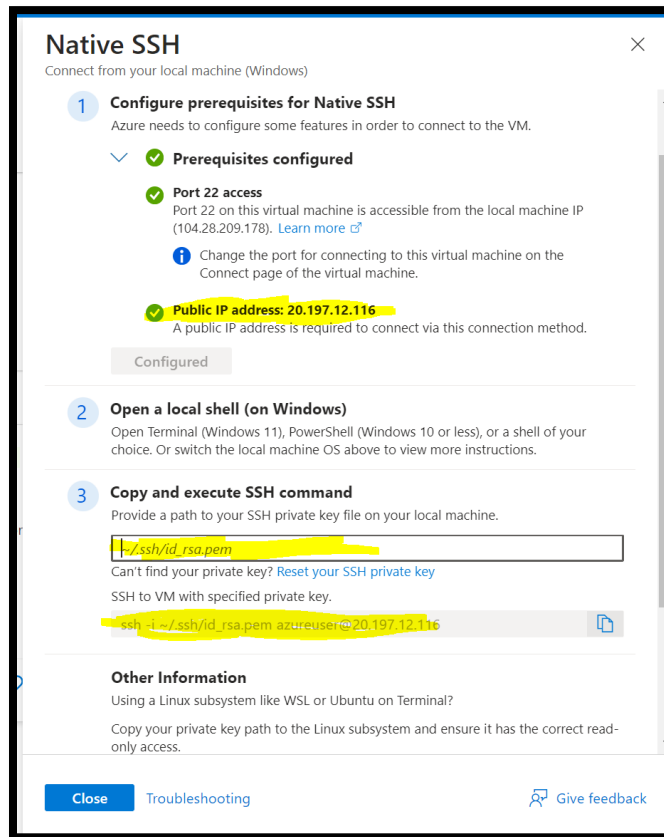 Native SSH
Connect from your local machine (Windows)
1
Configure prerequisites for Native SSH
Azure needs to configure some features in order to connect to the VM.
Prerequisites configured
Port 22 access
Port 22 on this virtual machine is accessible from the local machine IP
(104.28.209.178). Learn more
Change the port for connecting to this virtual machine on the
Connect page of the virtual machine.
Public IP address: 20.197.12.116
A public IP address is required to connect via this connection method.
Configured
2
Open a local shell (on Windows)
Open Terminal (Windows 11), PowerShell (Windows 10 or less), or a shell of your
choice. Or switch the local machine OS above to view more instructions.
3
Copy and execute SSH command
Provide a path to your SSH private key file on your local machine.
~/.ssh/id_rsa.pem
Can't find your private key? Reset your SSH private key
SSH to VM with specified private key.
ssh -i ~/.ssh/id_rsa.pem azureuser@20.197.12.116
Other Information
Using a Linux subsystem like WSL or Ubuntu on Terminal?
Copy your private key path to the Linux subsystem and ensure it has the correct read-
only access.
Close
Troubleshooting
Give feedback